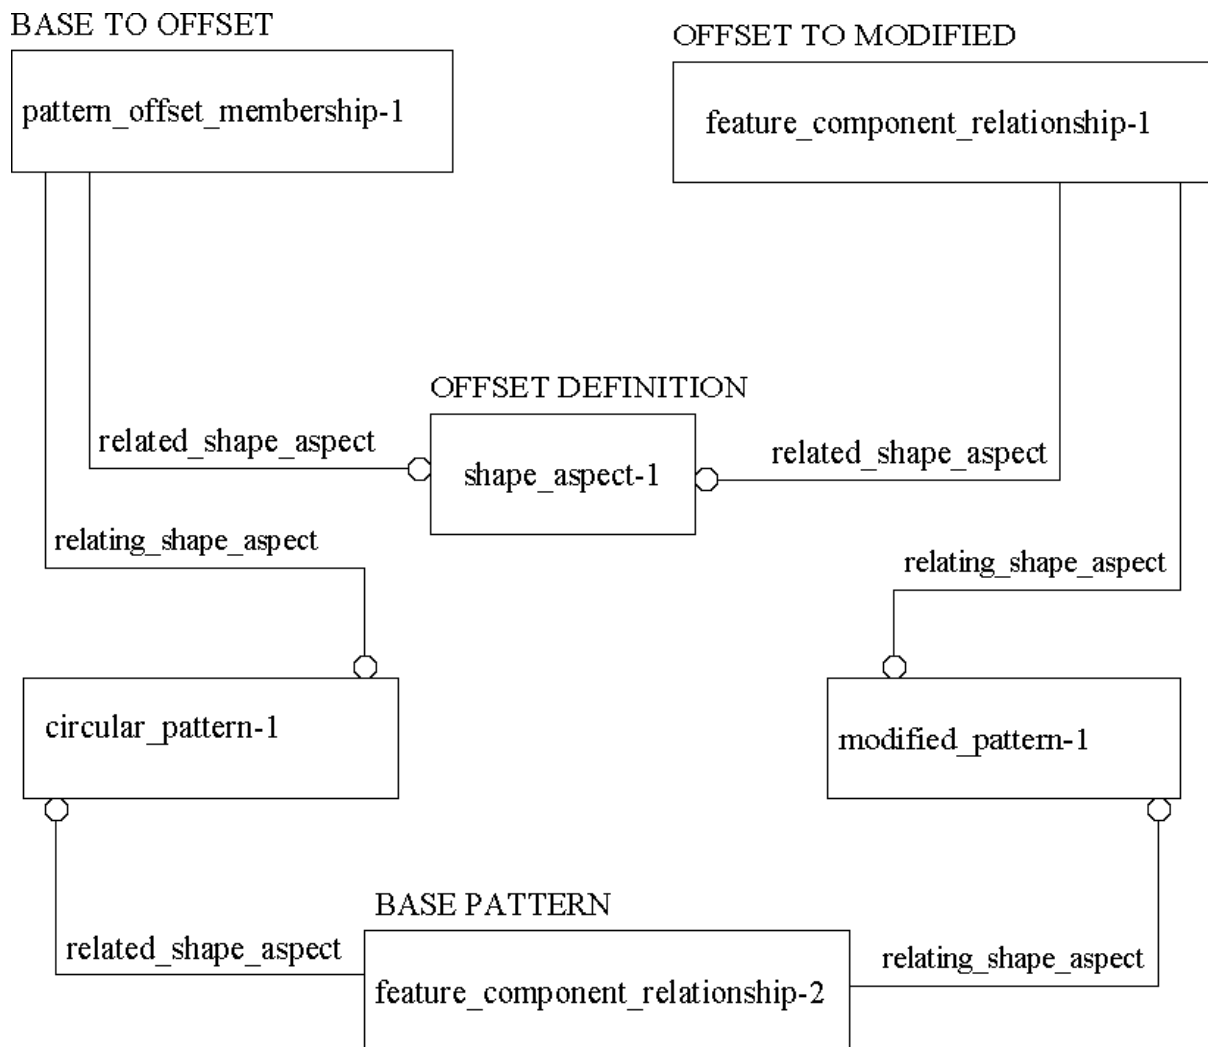 BASE TO OFFSET
OFFSET TO MODIFIED
pattern_offset_membership-1
feature_component_relationship-1
OFFSET DEFINITION
related_shape_aspect
shape_aspect-1
related_shape_aspect
relating_shape_aspect
relating_shape_aspect
circular_pattern-1
modified_pattern-1
BASE PATTERN
related_shape_aspect
feature_component_relationship-2
relating_shape_aspect